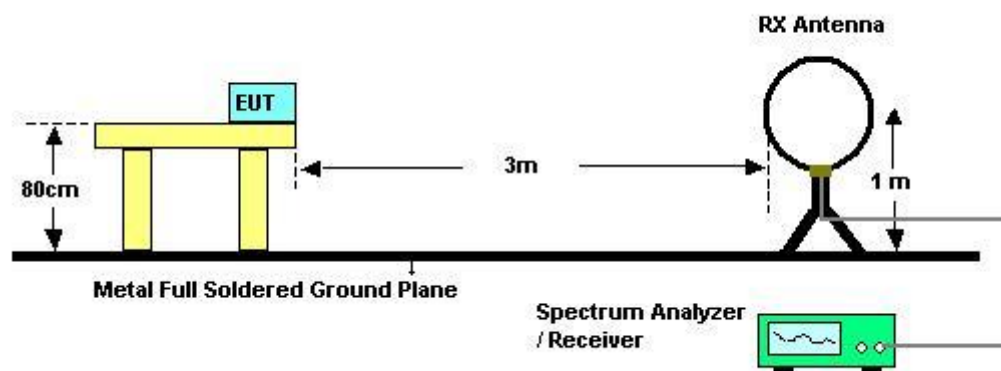 RX Antenna
EUT
80cm
3m
1 m
Metal Full Soldered Ground Plane
Spectrum Analyzer
/ Receiver